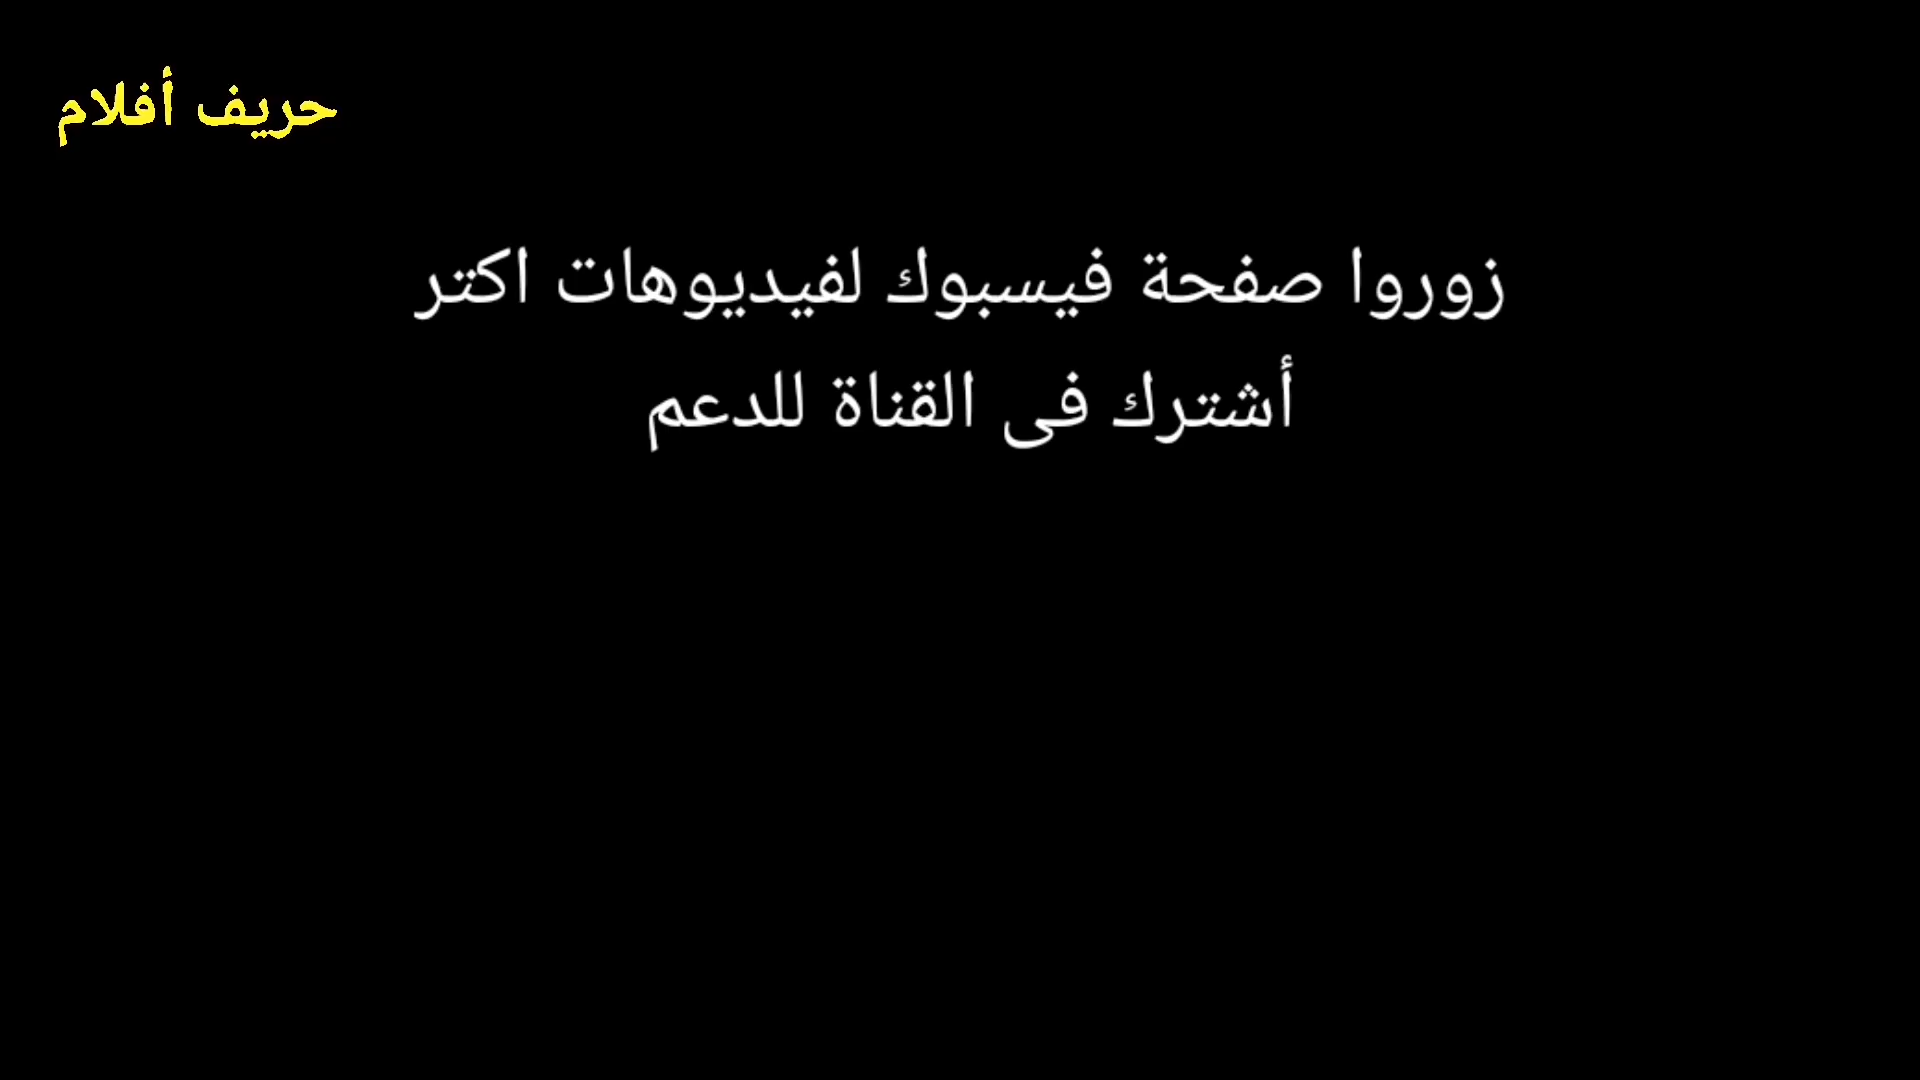 حريف أفلام
زوروا صفحة فيسبوك لفيديوهات اكتر
أشترك فى القناة للدعم